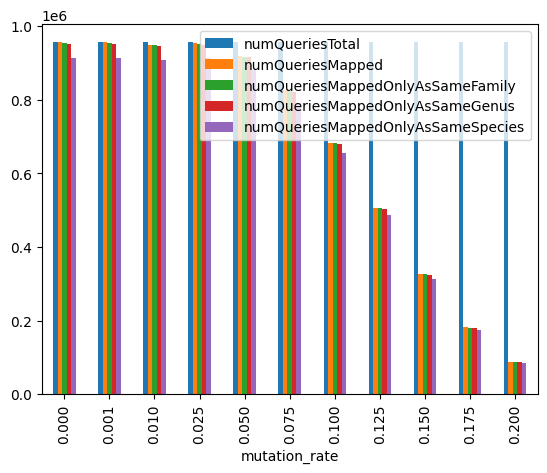 1e6
1.0
0.8
0.6
0.4
0.2
0.0
numQueriesTotal
numQueriesMapped
numQueriesMappedOnlyAsSameFamily
numQueriesMappedOnlyAsSameGenus
numQueriesMappedOnlyAsSameSpecies
0.000
0.001
0.010
0.025
0.050
0.075
0.100
0.125
0.150
0.175
0.200
mutation_rate